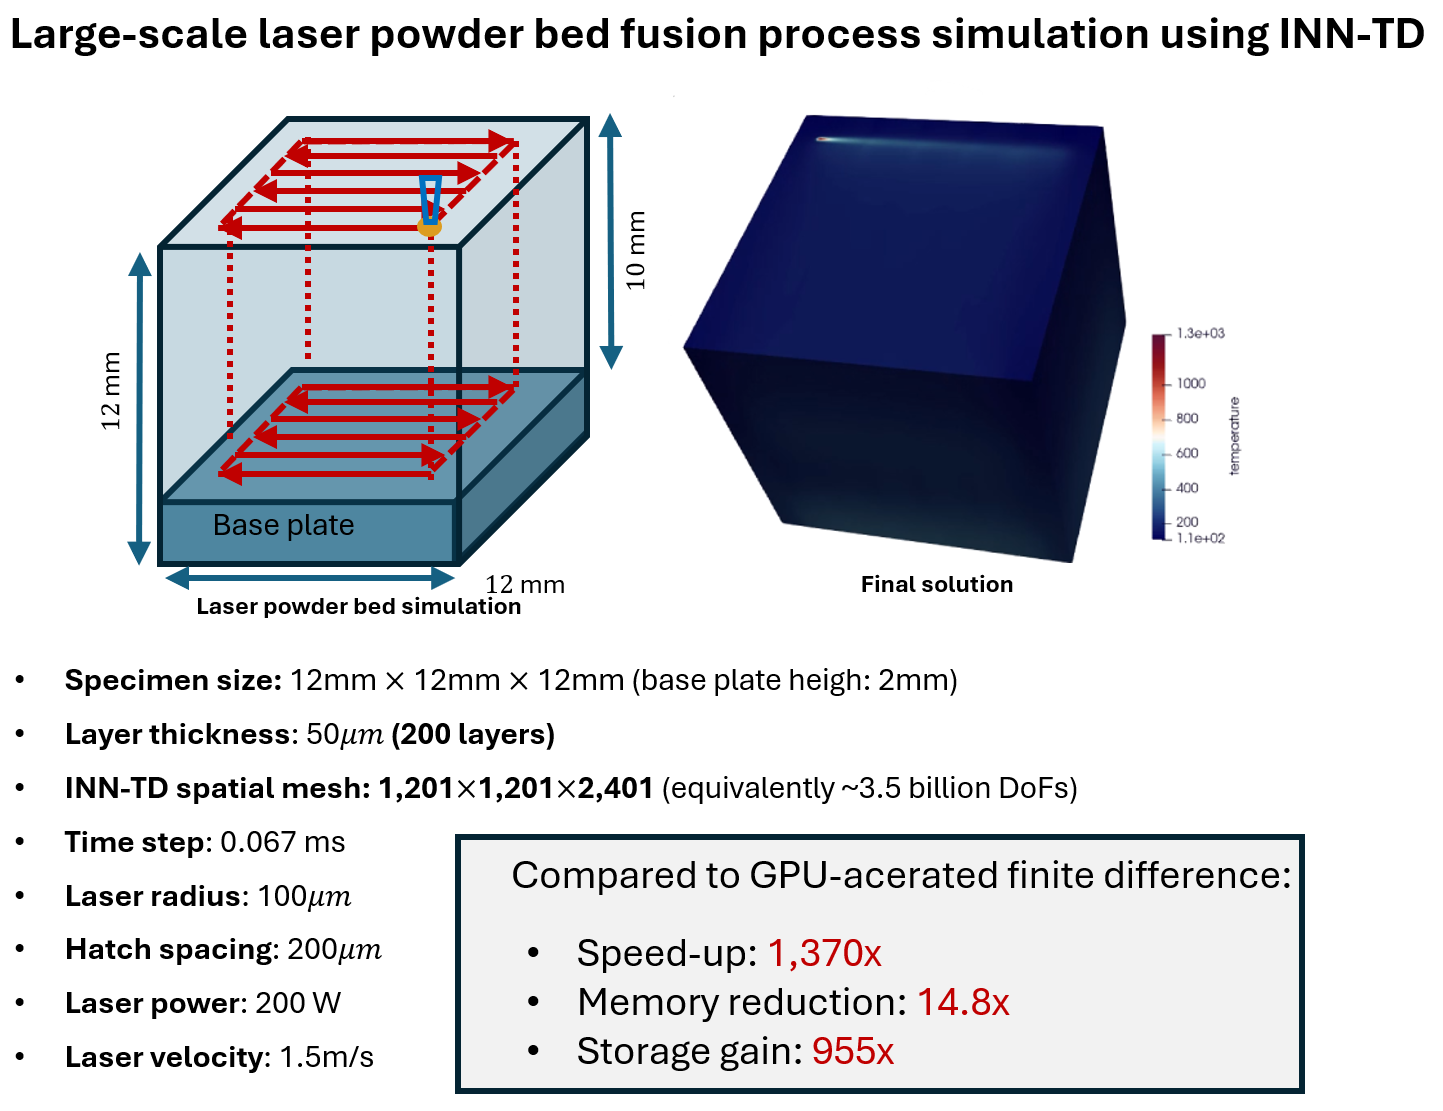 Large-scale laser powder bed fusion process simulation using INN-TD
12 mm
10 mm
Base plate
12 mm
Laser powder bed simulation
1.3e+03
1000
800
600
400
200
1.1e+02
temperature
Final solution
• Specimen size: 12mm × 12mm × 12mm (base plate heigh: 2mm)
• Layer thickness: 50μm (200 layers)
• INN-TD spatial mesh: 1,201×1,201×2,401 (equivalently ~3.5 billion DoFs)
• Time step: 0.067 ms
• Laser radius: 100μm
• Hatch spacing: 200μm
• Laser power: 200 W
• Laser velocity: 1.5m/s
Compared to GPU-acerated finite difference:
• Speed-up: 1,370x
• Memory reduction: 14.8x
• Storage gain: 955x